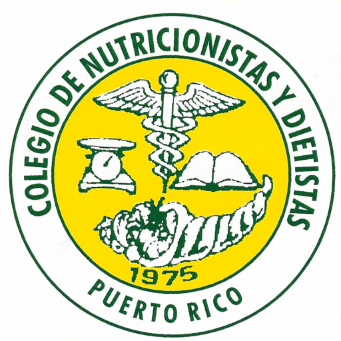 COLEGIO DE NUTRICIONISTAS Y DIETISTAS
1975
PUERTO RICO